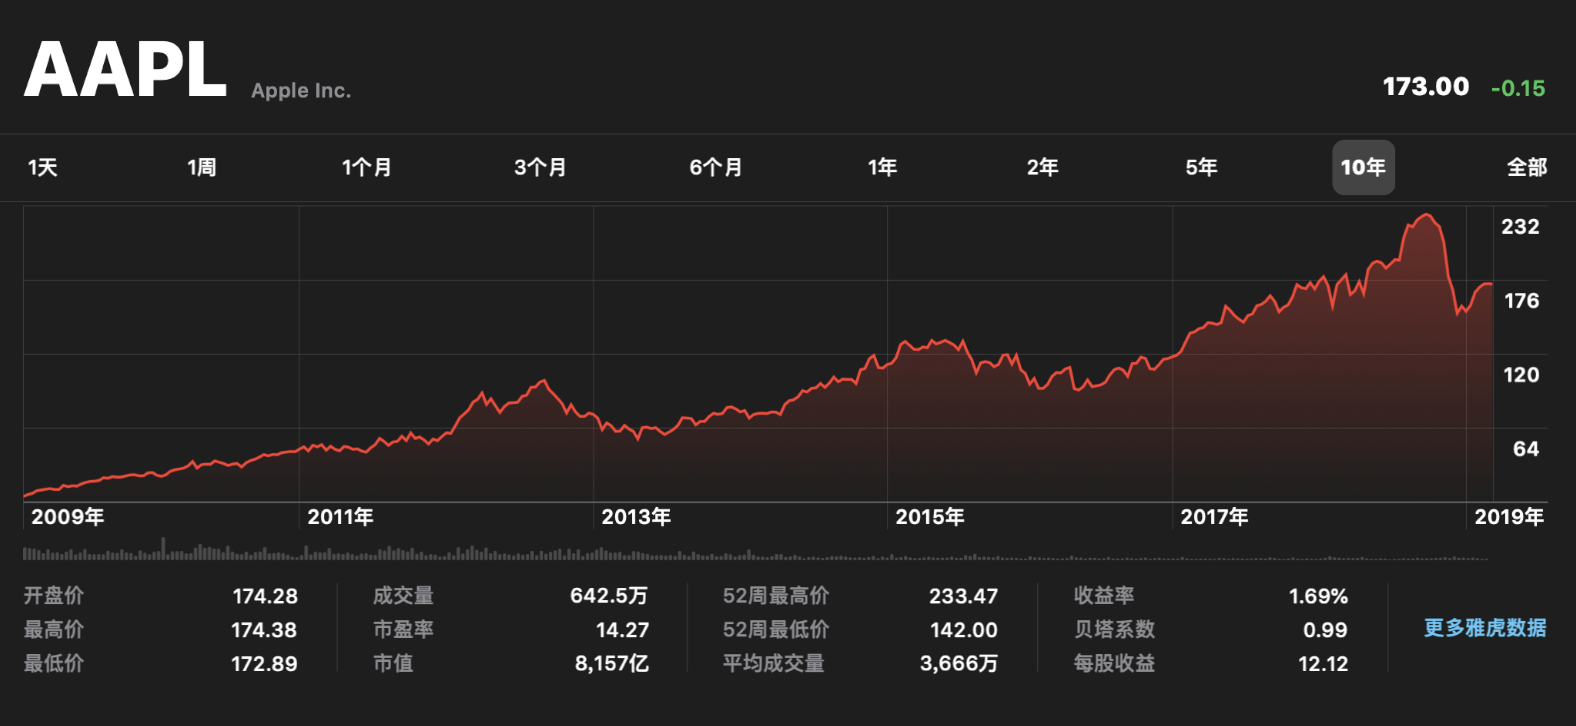 AAPL Apple Inc. 173.00 -0.15
1天 1周 1个月 3个月 6个月 1年 2年 5年 10年 全部
232
176
120
64
2009年 2011年 2013年 2015年 2017年 2019年
开盘价 174.28 成交量 642.5万 52周最高价 233.47 收益率 1.69%
最高价 174.38 市盈率 14.27 52周最低价 142.00 贝塔系数 0.99 更多雅虎数据
最低价 172.89 市值 8,157亿 平均成交量 3,666万 每股收益 12.12